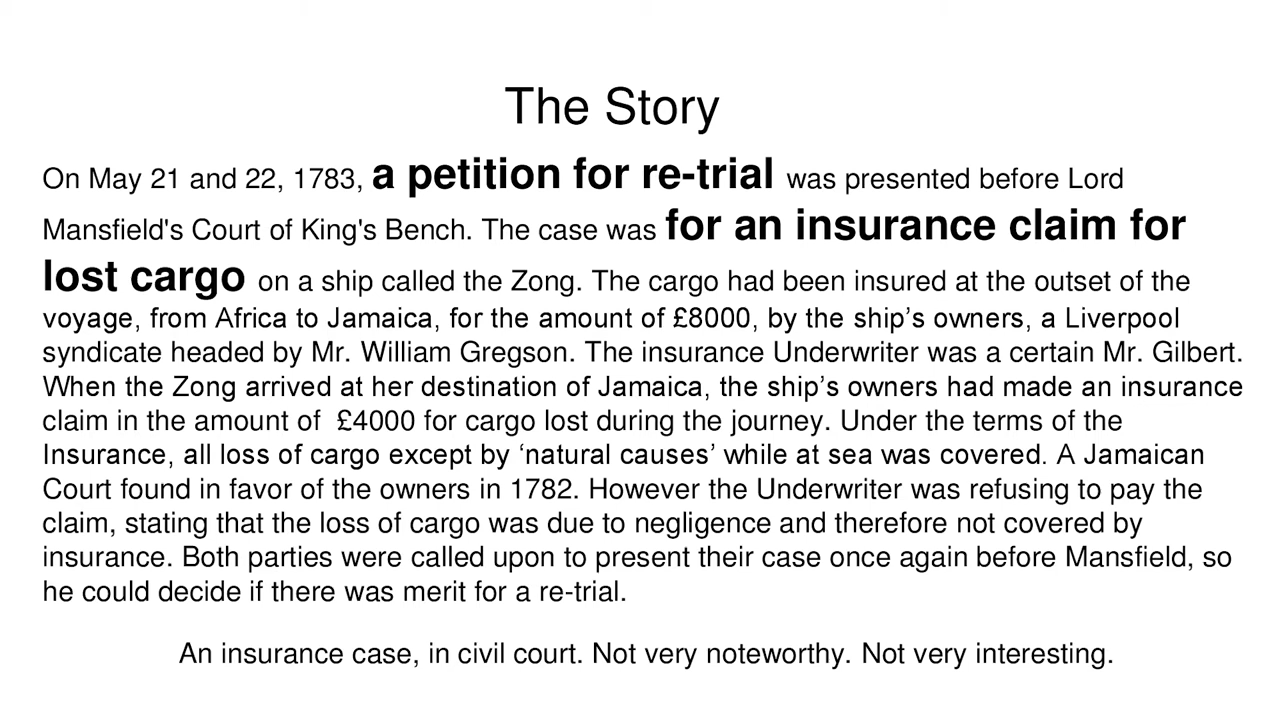 The Story
On May 21 and 22, 1783, a petition for re-trial was presented before Lord
Mansfield's Court of King's Bench. The case was for an insurance claim for
lost cargo on a ship called the Zong. The cargo had been insured at the outset of the
voyage, from Africa to Jamaica, for the amount of £8000, by the ship’s owners, a Liverpool
syndicate headed by Mr. William Gregson. The insurance Underwriter was a certain Mr. Gilbert.
When the Zong arrived at her destination of Jamaica, the ship’s owners had made an insurance
claim in the amount of  £4000 for cargo lost during the journey. Under the terms of the
Insurance, all loss of cargo except by ‘natural causes’ while at sea was covered. A Jamaican
Court found in favor of the owners in 1782. However the Underwriter was refusing to pay the
claim, stating that the loss of cargo was due to negligence and therefore not covered by
insurance. Both parties were called upon to present their case once again before Mansfield, so
he could decide if there was merit for a re-trial.
An insurance case, in civil court. Not very noteworthy. Not very interesting.